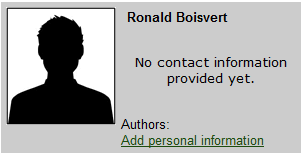 Ronald Boisvert
No contact information
provided yet.
Authors:
Add personal information